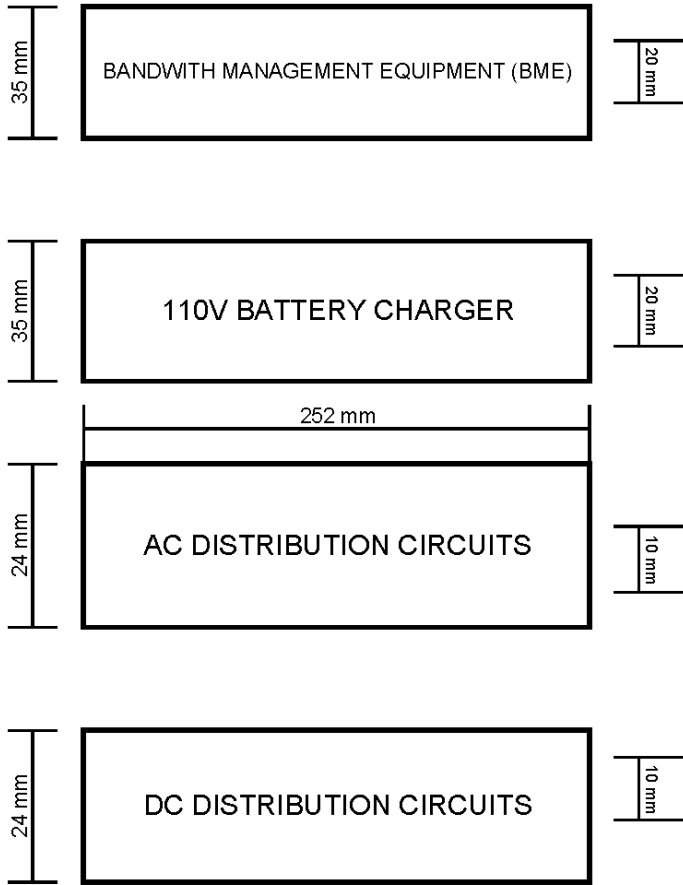 35 mm
BANDWITH MANAGEMENT EQUIPMENT (BME)
20 mm
35 mm
110V BATTERY CHARGER
20 mm
252 mm
24 mm
AC DISTRIBUTION CIRCUITS
10 mm
24 mm
DC DISTRIBUTION CIRCUITS
10 mm